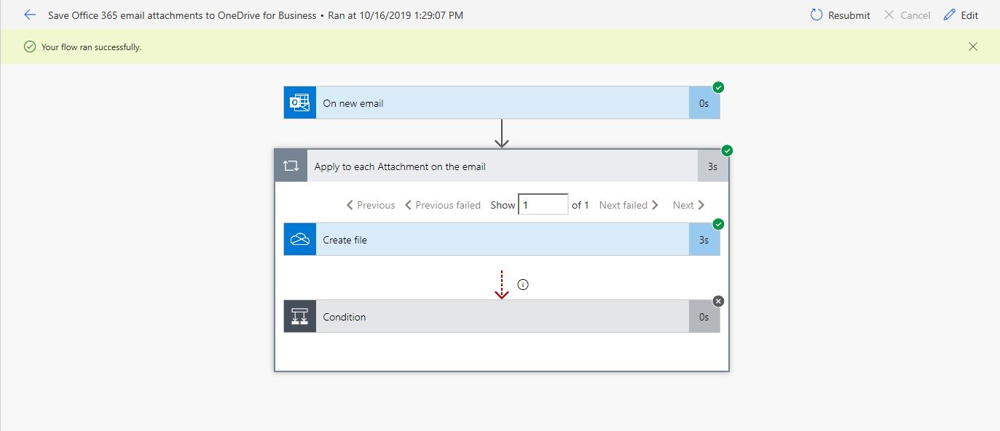 Save Office 365 email attachments to OneDrive for Business • Ran at 10/16/2019 1:29:07 PM
Resubmit Cancel Edit
Your flow ran successfully.
On new email 0s
Apply to each Attachment on the email 3s
Previous Previous failed Show 1 of 1 Next failed Next
Create file 3s
Condition 0s